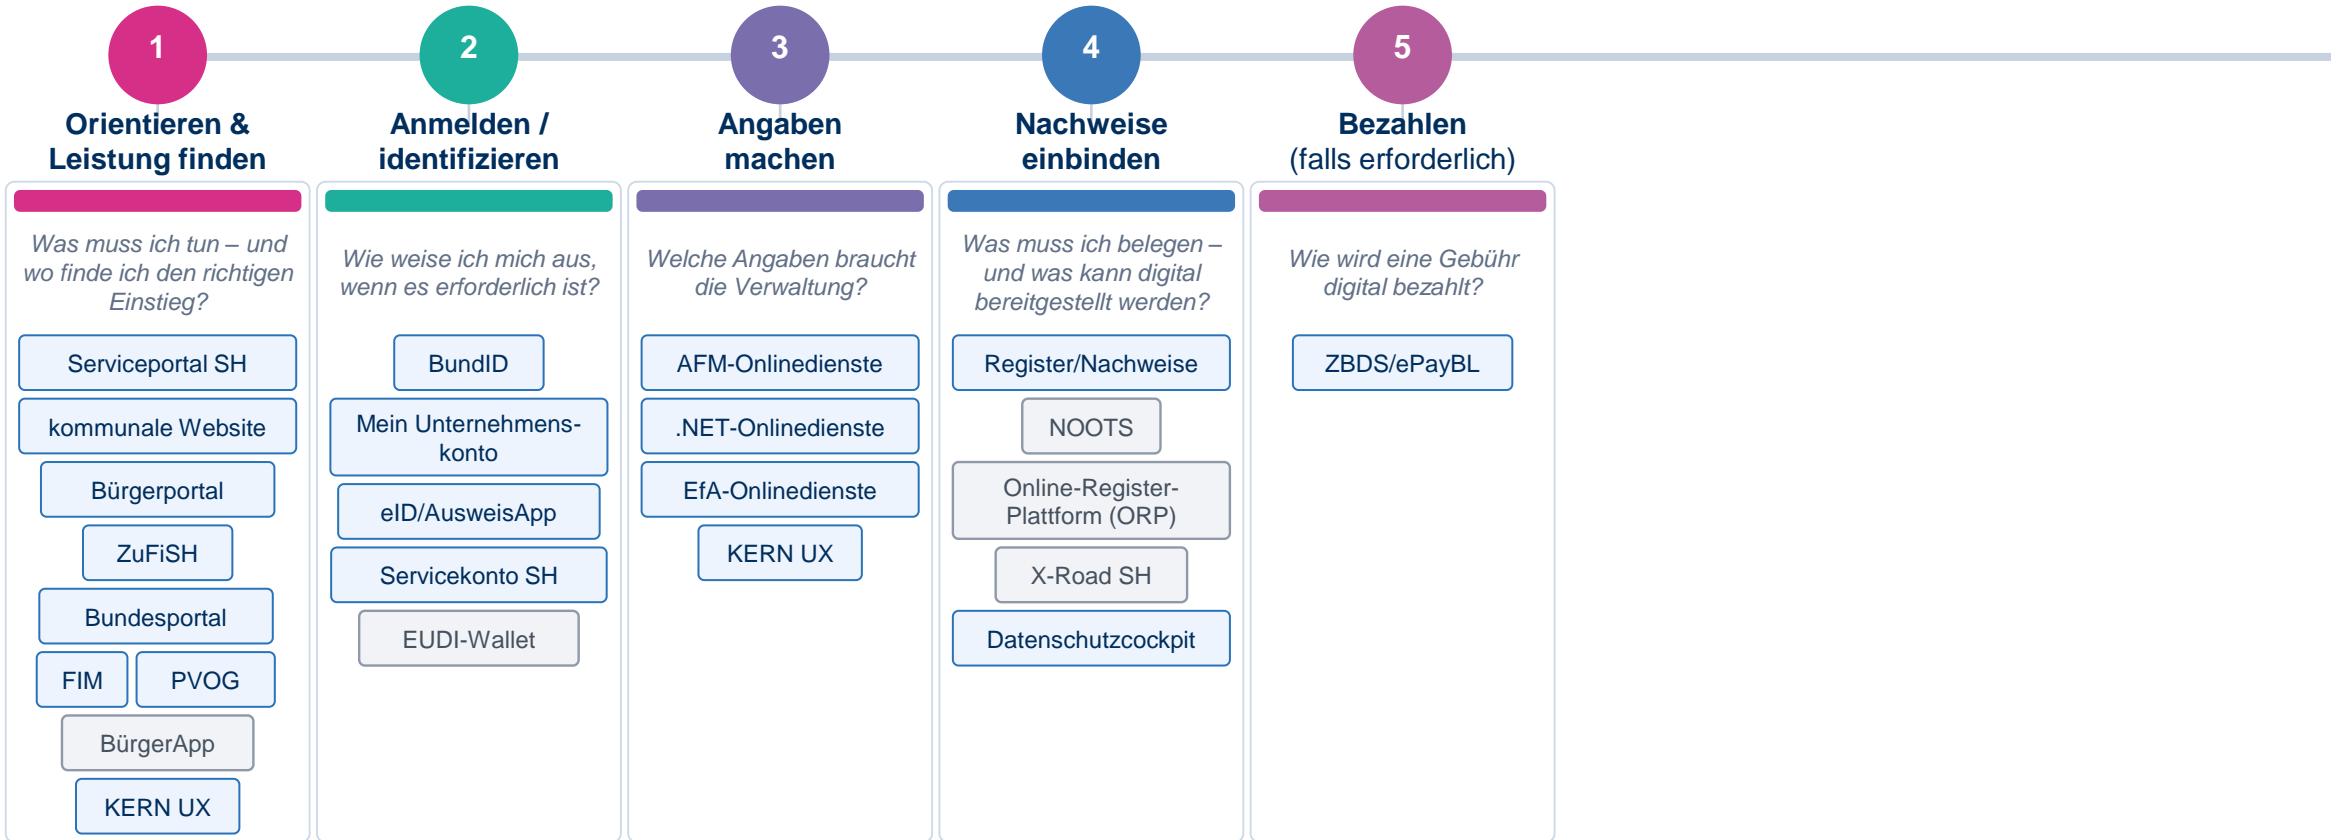 1
2
3
4
5
Orientieren &
Leistung finden
Anmelden /
identifizieren
Angaben
machen
Nachweise
einbinden
Bezahlen
(falls erforderlich)
Was muss ich tun – und
wo finde ich den richtigen
Einstieg?
Serviceportal SH
kommunale Website
Bürgerportal
ZuFiSH
Bundesportal
FIM
PVOG
BürgerApp
KERN UX
Wie weise ich mich aus,
wenn es erforderlich ist?
BundID
Mein Unternehmens-
konto
eID/AusweisApp
Servicekonto SH
EUDI-Wallet
Welche Angaben braucht
die Verwaltung?
AFM-Onlinedienste
.NET-Onlinedienste
EfA-Onlinedienste
KERN UX
Was muss ich belegen –
und was kann digital
bereitgestellt werden?
Register/Nachweise
NOOTS
Online-Register-
Plattform (ORP)
X-Road SH
Datenschutzcockpit
Wie wird eine Gebühr
digital bezahlt?
ZBDS/ePayBL